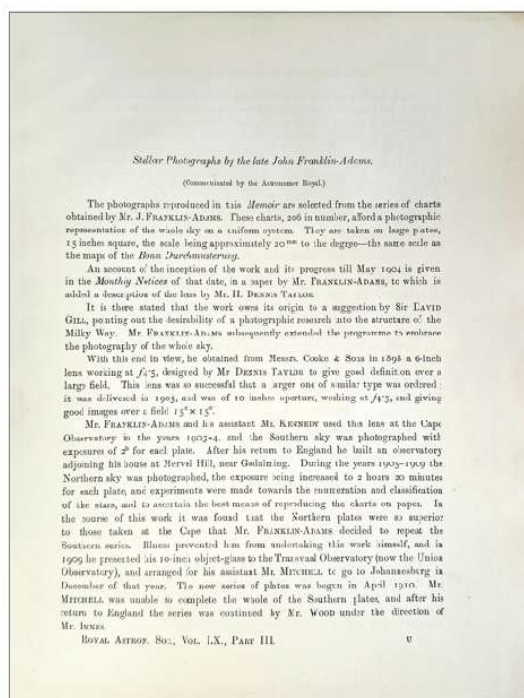 Stellar Photographs by the late John Franklin-Adams.
(Communicated by the Astronomer Royal.)
The photographs reproduced in this Memoir are selected from the series of charts
obtained by Mr. J. FRANKLIN-ADAMS. These charts, 206 in number, afford a photographic
representation of the whole sky on a uniform system. They are taken on large plates,
15 inches square, the scale being approximately 20 mm to the degree—the same scale as
the maps of the Bonn Durchmusterung.
An account of the inception of the work and its progress till May 1904 is given
in the Monthly Notices of that date, in a paper by Mr. FRANKLIN-ADAMS, to which is
added a description of the lens by Mr. H. DENNIS TAYLOR.
It is there stated that the work owes its origin to a suggestion by Sir DAVID
GILL, pointing out the desirability of a photographic research into the structure of the
Milky Way. Mr. FRANKLIN-ADAMS subsequently extended the programme to embrace
the photography of the whole sky.
With this end in view, he obtained from Messrs. Cooke & Sons in 1898 a 6-inch
lens working at f4·5, designed by Mr DENNIS TAYLOR to give good definition over a
large field. This lens was so successful that a larger one of similar type was ordered;
it was delivered in 1903, and was of 10 inches aperture, working at f4·5, and giving
good images over a field 15° × 15°.
Mr. FRANKLIN-ADAMS and his assistant Mr. KENNEDY used this lens at the Cape
Observatory in the years 1903–4, and the Southern sky was photographed with
exposures of 2h for each plate. After his return to England he built an observatory
adjoining his house at Mervel Hill, near Godalming. During the years 1905–1909 the
Northern sky was photographed, the exposure being increased to 2 hours 20 minutes
for each plate, and experiments were made towards the enumeration and classification
of the stars, and to ascertain the best means of reproducing the charts on paper. In
the course of this work it was found that the Northern plates were so superior
to those taken at the Cape that Mr. FRANKLIN-ADAMS decided to repeat the
Southern series. Illness prevented him from undertaking this work himself, and in
1909 he presented his 10-inch object-glass to the Transvaal Observatory (now the Union
Observatory), and arranged for his assistant Mr. MITCHELL to go to Johannesburg in
December of that year. The new series of plates was begun in April 1910. Mr.
MITCHELL was unable to complete the whole of the Southern plates, and after his
return to England the series was continued by Mr. WOOD under the direction of
Mr. INNES.
ROYAL ASTRON. SOC., VOL. LX., PART III. U